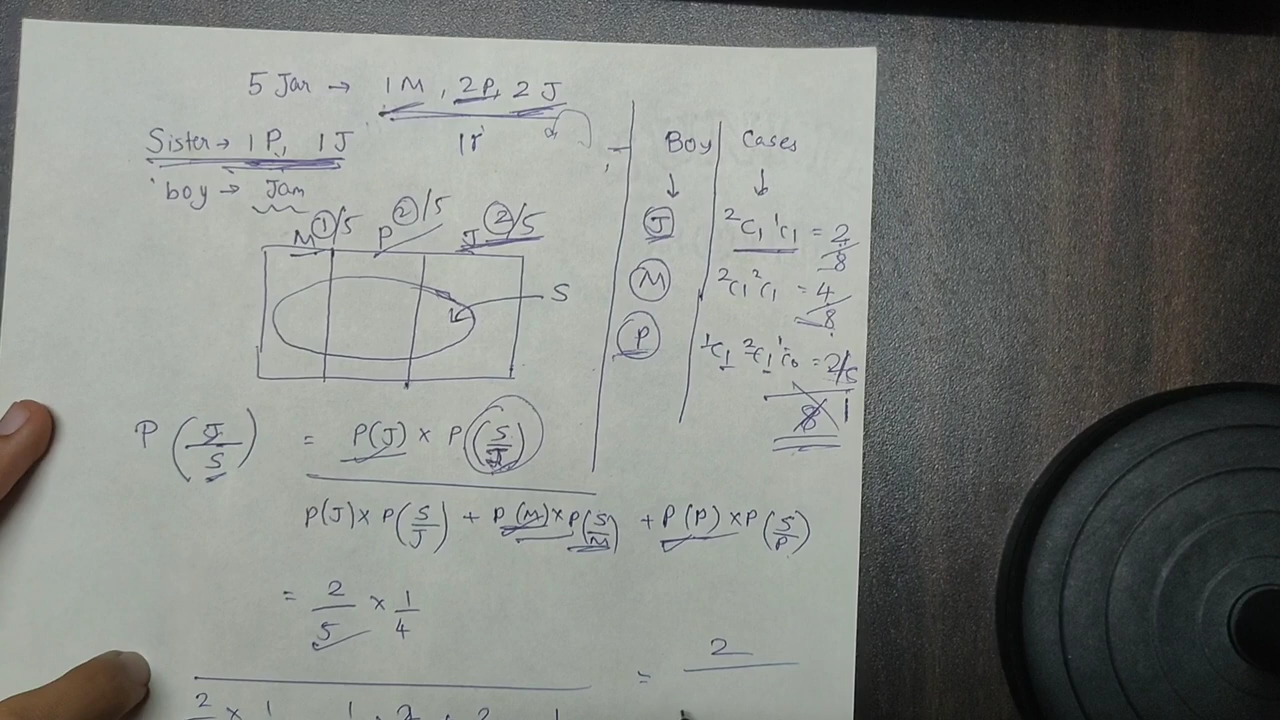 5 Jar → 1M, 2P, 2J
Sister → 1P, 1J
boy → Jam
M 1/5 P 2/5 J 2/5
S
Boy Cases
J ²C₁ ¹C₁ = 2/8
M ²C₁ ²C₁ = 4/8
P ¹C₁ ²C₁ ¹C₀ = 2/8
8
P(J/S) = P(J) × P(S/J)
P(J) × P(S/J) + P(M) × P(S/M) + P(P) × P(S/P)
= 2/5 × 1/4
= 2